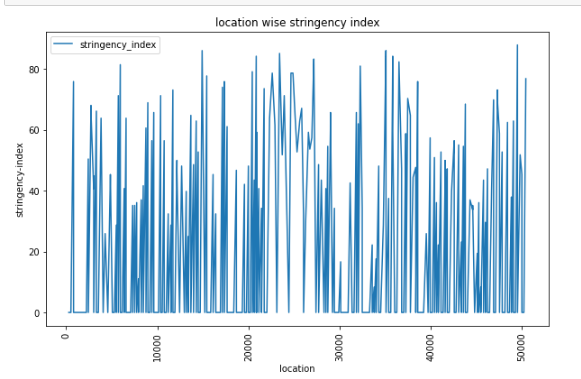 location wise stringency index
stringency_index
80
60
40
20
0
stringency-index
0
10000
20000
30000
40000
50000
location